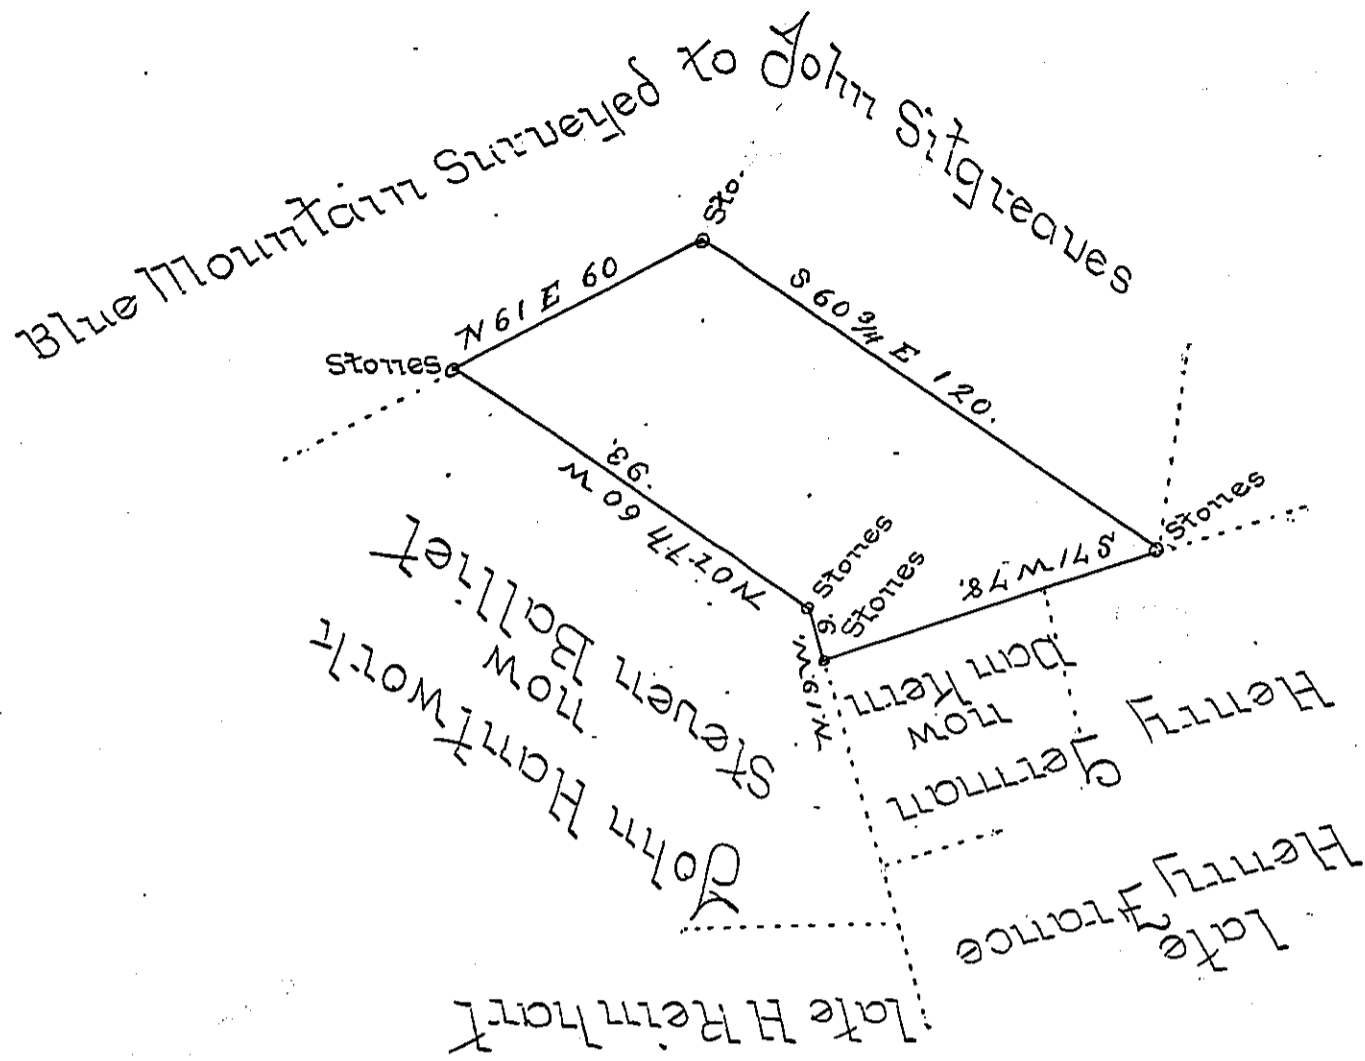 Blue Mountain Surveyed to John Sitgreaves
Sto.
N 61 E 60
S 60 3/4 E 120.
Stones
Stones
S 71 W 78.
North 60 W
93.
Stones
Stones
N. 19. W. 9.
Steven Balliet
now
John Hantwork
Dan Kern
now
Henry German
late
Henry France
late H Reinhart